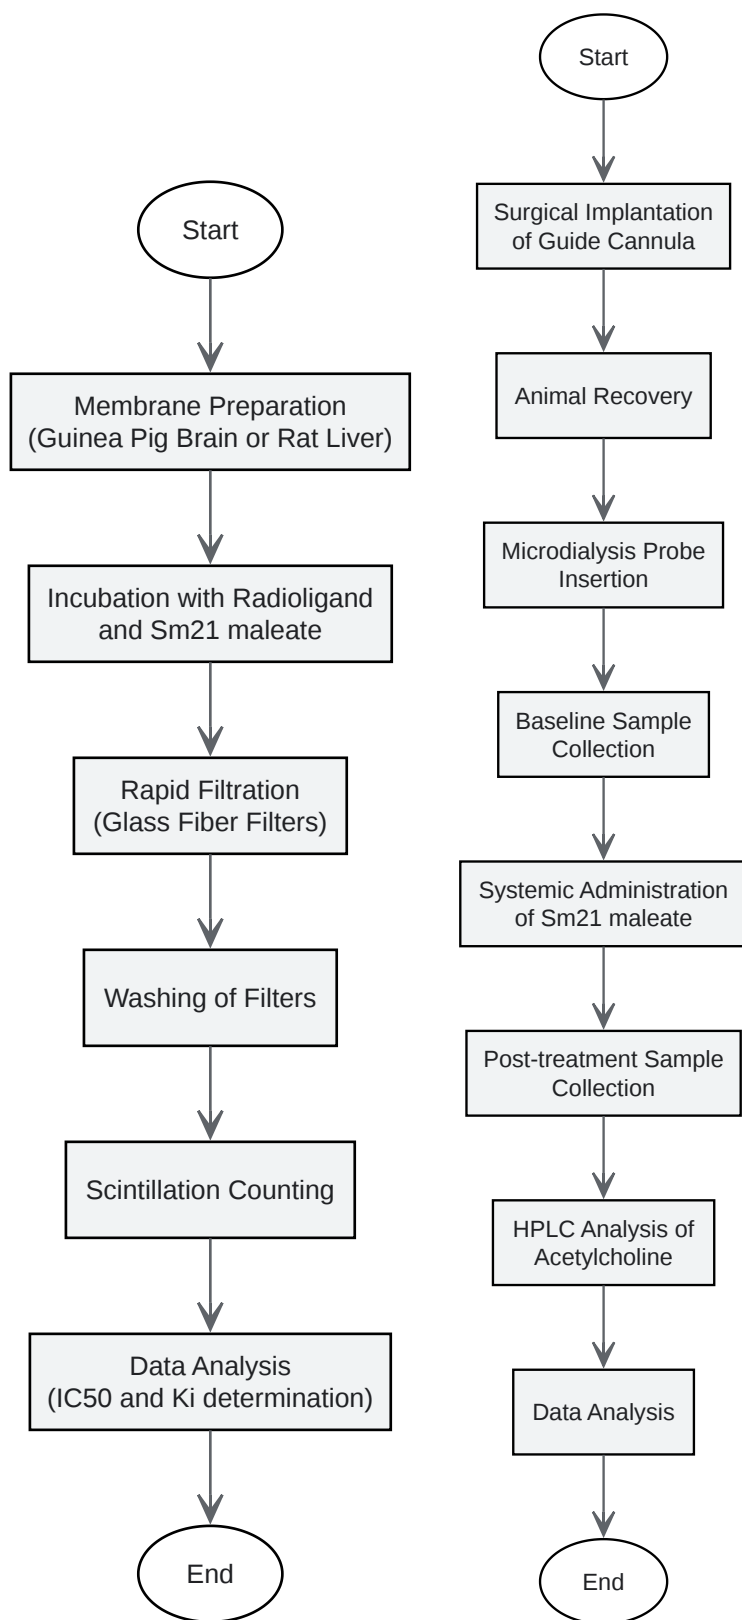 Start
Membrane Preparation
(Guinea Pig Brain or Rat Liver)
Incubation with Radioligand
and Sm21 maleate
Rapid Filtration
(Glass Fiber Filters)
Washing of Filters
Scintillation Counting
Data Analysis
(IC50 and Ki determination)
End
Start
Surgical Implantation
of Guide Cannula
Animal Recovery
Microdialysis Probe
Insertion
Baseline Sample
Collection
Systemic Administration
of Sm21 maleate
Post-treatment Sample
Collection
HPLC Analysis of
Acetylcholine
Data Analysis
End